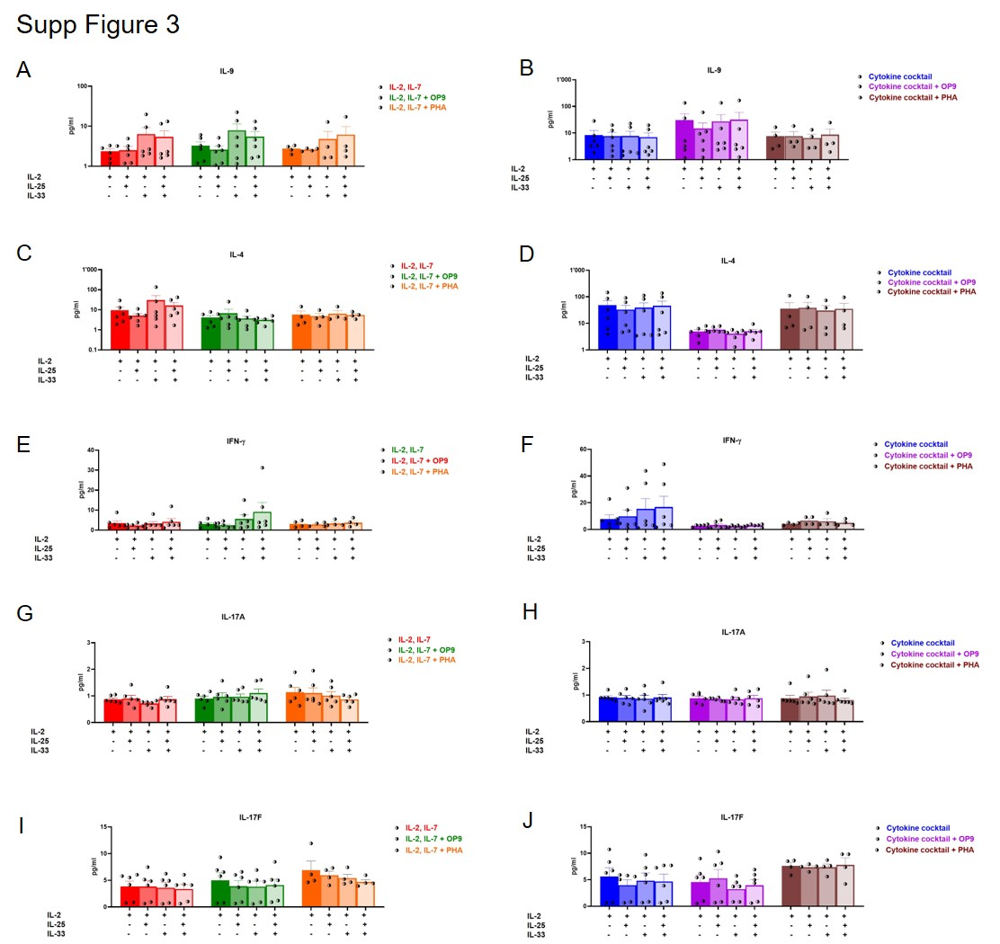 Supp Figure 3
A
IL-9
100
10
1
pg/ml
IL-2, IL-7
IL-2, IL-7 + OP9
IL-2, IL-7 + PHA
IL-2 + + + + + + + + + + + +
IL-25 - + - + - + - + - + - +
IL-33 - - + + - - + + - - + +
B
IL-9
1'000
100
10
1
pg/ml
Cytokine cocktail
Cytokine cocktail + OP9
Cytokine cocktail + PHA
IL-2 + + + + + + + + + + + +
IL-25 - + - + - + - + - + - +
IL-33 - - + + - - + + - - + +
C
IL-4
1'000
100
10
1
0.1
pg/ml
IL-2, IL-7
IL-2, IL-7 + OP9
IL-2, IL-7 + PHA
IL-2 + + + + + + + + + + + +
IL-25 - + - + - + - + - + - +
IL-33 - - + + - - + + - - + +
D
IL-4
1'000
100
10
1
pg/ml
Cytokine cocktail
Cytokine cocktail + OP9
Cytokine cocktail + PHA
IL-2 + + + + + + + + + + + +
IL-25 - + - + - + - + - + - +
IL-33 - - + + - - + + - - + +
E
IFN-γ
40
30
20
10
0
pg/ml
IL-2, IL-7
IL-2, IL-7 + OP9
IL-2, IL-7 + PHA
IL-2 + + + + + + + + + + + +
IL-25 - + - + - + - + - + - +
IL-33 - - + + - - + + - - + +
F
IFN-γ
60
40
20
0
pg/ml
Cytokine cocktail
Cytokine cocktail + OP9
Cytokine cocktail + PHA
IL-2 + + + + + + + + + + + +
IL-25 - + - + - + - + - + - +
IL-33 - - + + - - + + - - + +
G
IL-17A
3
2
1
0
pg/ml
IL-2, IL-7
IL-2, IL-7 + OP9
IL-2, IL-7 + PHA
IL-2 + + + + + + + + + + + +
IL-25 - + - + - + - + - + - +
IL-33 - - + + - - + + - - + +
H
IL-17A
3
2
1
0
pg/ml
Cytokine cocktail
Cytokine cocktail + OP9
Cytokine cocktail + PHA
IL-2 + + + + + + + + + + + +
IL-25 - + - + - + - + - + - +
IL-33 - - + + - - + + - - + +
I
IL-17F
15
10
5
0
pg/ml
IL-2, IL-7
IL-2, IL-7 + OP9
IL-2, IL-7 + PHA
IL-2 + + + + + + + + + + + +
IL-25 - + - + - + - + - + - +
IL-33 - - + + - - + + - - + +
J
IL-17F
15
10
5
0
pg/ml
Cytokine cocktail
Cytokine cocktail + OP9
Cytokine cocktail + PHA
IL-2 + + + + + + + + + + + +
IL-25 - + - + - + - + - + - +
IL-33 - - + + - - + + - - + +